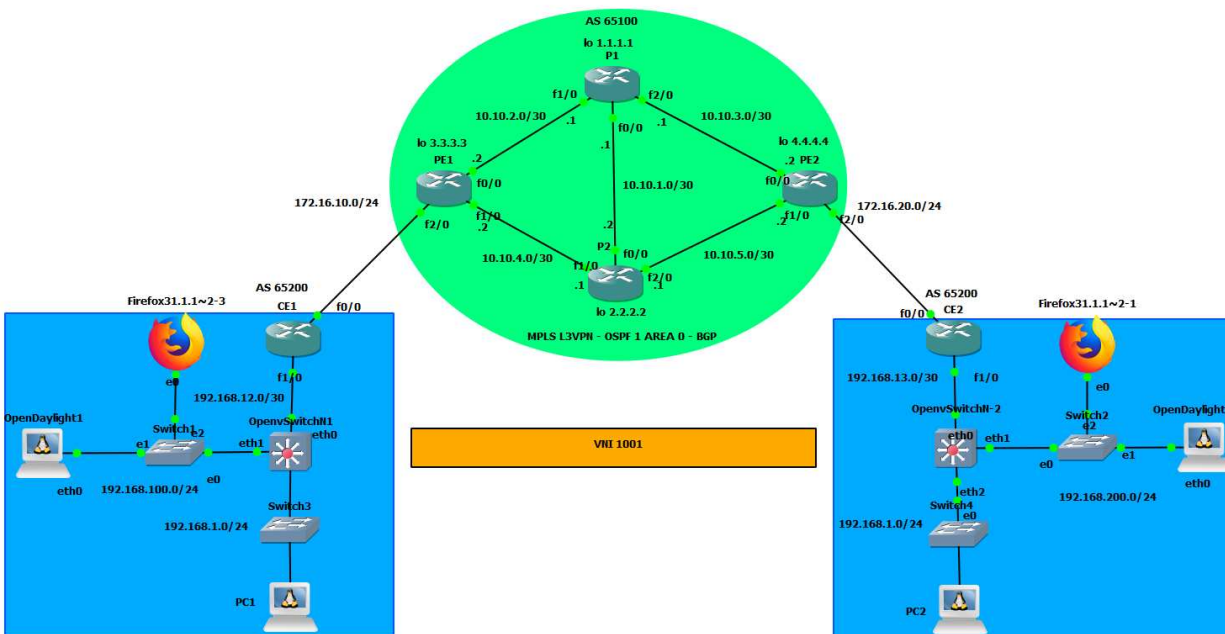 AS 65100
lo 1.1.1.1
P1
f1/0
f2/0
10.10.2.0/30
.1
f0/0
.1
10.10.3.0/30
.1
lo 3.3.3.3
PE1
.2
f0/0
lo 4.4.4.4
PE2
.2
f0/0
172.16.10.0/24
f2/0
f1/0
.2
10.10.1.0/30
.2
f1/0
172.16.20.0/24
f2/0
.2
P2
f0/0
10.10.4.0/30
f1/0
.1
f2/0
.1
10.10.5.0/30
lo 2.2.2.2
MPLS L3VPN - OSPF 1 AREA 0 - BGP
AS 65200
CE1
f0/0
Firefox31.1.1~2-3
e0
f1/0
192.168.12.0/30
OpenDaylight1
Switch1
OpenvSwitchN1
e1
e2
eth1
eth0
eth0
e0
192.168.100.0/24
Switch3
192.168.1.0/24
PC1
VNI 1001
AS 65200
f0/0
CE2
Firefox31.1.1~2-1
192.168.13.0/30
f1/0
e0
OpenvSwitchN-2
Switch2
OpenDaylight
eth0
eth1
e2
e0
e1
eth0
192.168.200.0/24
eth2
Switch4
192.168.1.0/24
e0
PC2